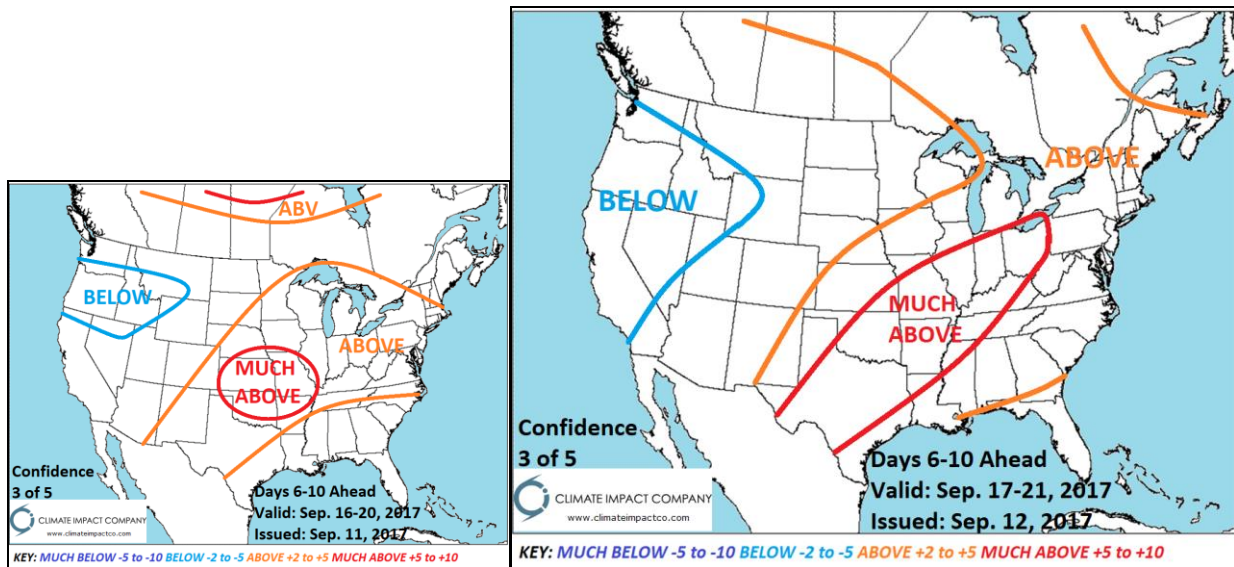 ABV
BELOW
ABOVE
MUCH
ABOVE
Confidence
3 of 5
CLIMATE IMPACT COMPANY
www.climateimpactco.com
Days 6-10 Ahead
Valid: Sep. 16-20, 2017
Issued: Sep. 11, 2017
KEY: MUCH BELOW -5 to -10 BELOW -2 to -5 ABOVE +2 to +5 MUCH ABOVE +5 to +10
ABOVE
BELOW
MUCH
ABOVE
Confidence
3 of 5
CLIMATE IMPACT COMPANY
www.climateimpactco.com
Days 6-10 Ahead
Valid: Sep. 17-21, 2017
Issued: Sep. 12, 2017
KEY: MUCH BELOW -5 to -10 BELOW -2 to -5 ABOVE +2 to +5 MUCH ABOVE +5 to +10